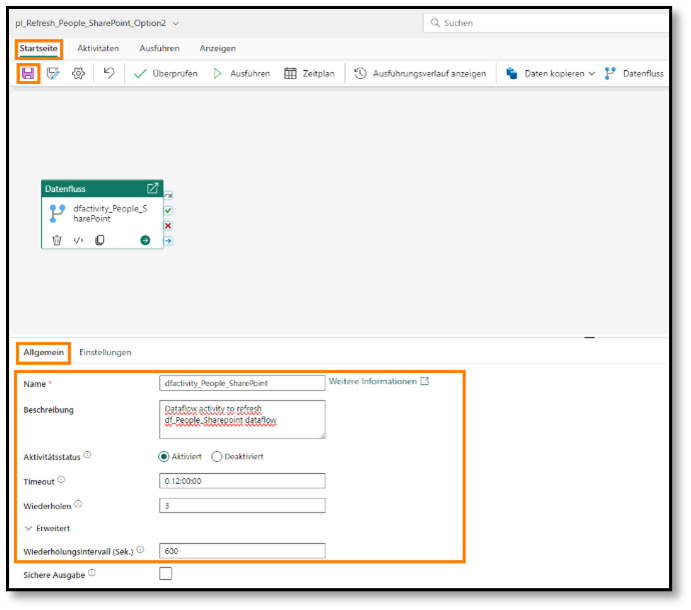 pl_Refresh_People_SharePoint_Option2
Suchen
Startseite Aktivitäten Ausführen Anzeigen
Überprüfen Ausführen Zeitplan Ausführungsverlauf anzeigen Daten kopieren Datenfluss
Datenfluss
dfactivity_People_S
harePoint
Allgemein Einstellungen
Name * dfactivity_People_SharePoint Weitere Informationen
Beschreibung Dataflow activity to refresh
df_People_Sharepoint dataflow
Aktivitätsstatus Aktiviert Deaktiviert
Timeout 0.12:00:00
Wiederholen 3
Erweitert
Wiederholungsintervall (Sek.) 600
Sichere Ausgabe